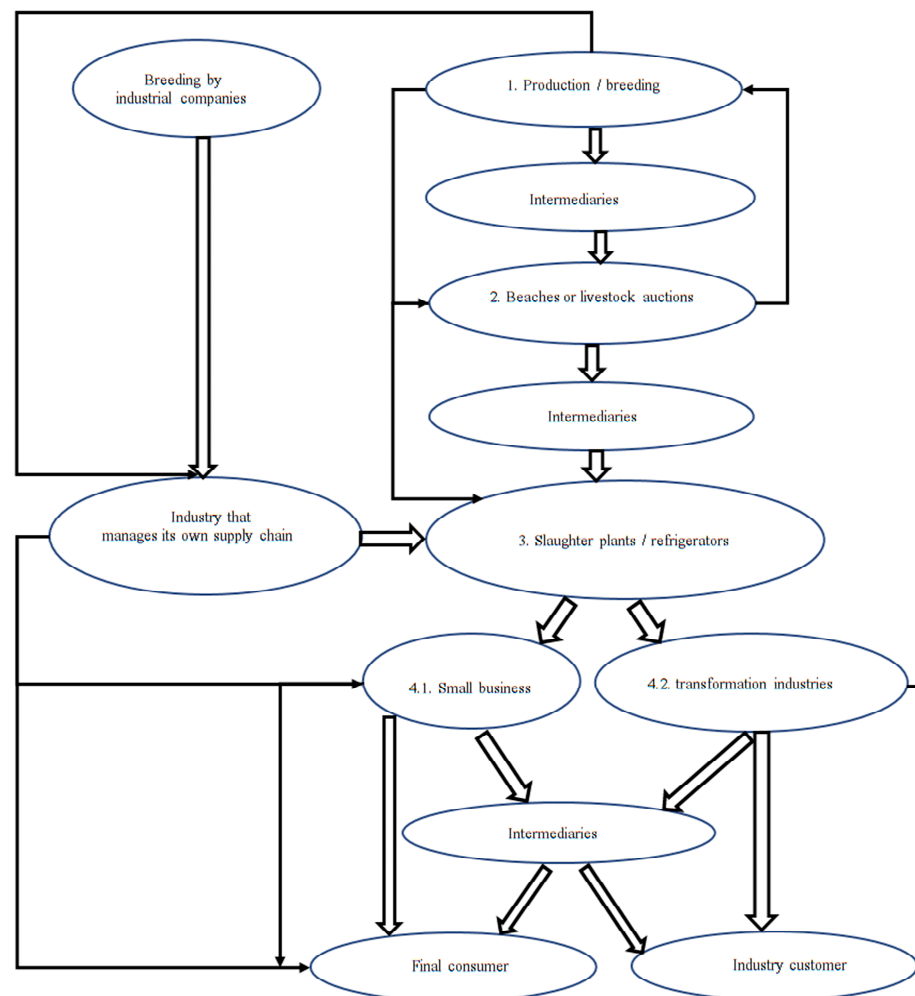 Breeding by
industrial companies
1. Production / breeding
Intermediaries
2. Beaches or livestock auctions
Intermediaries
Industry that
manages its own supply chain
3. Slaughter plants / refrigerators
4.1. Small business
4.2. transformation industries
Intermediaries
Final consumer
Industry customer